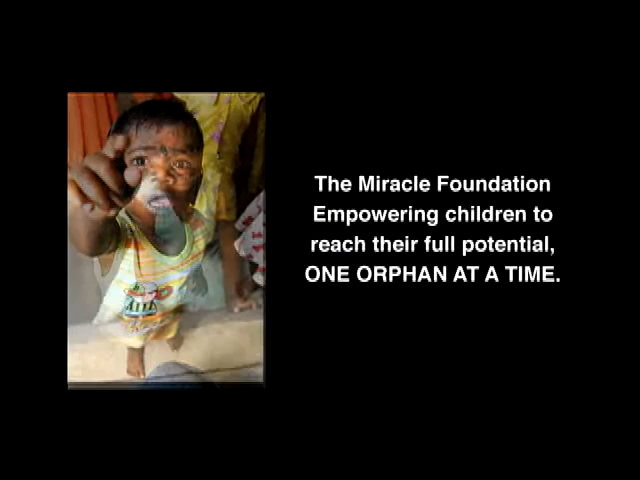 The Miracle Foundation
Empowering children to
reach their full potential,
ONE ORPHAN AT A TIME.